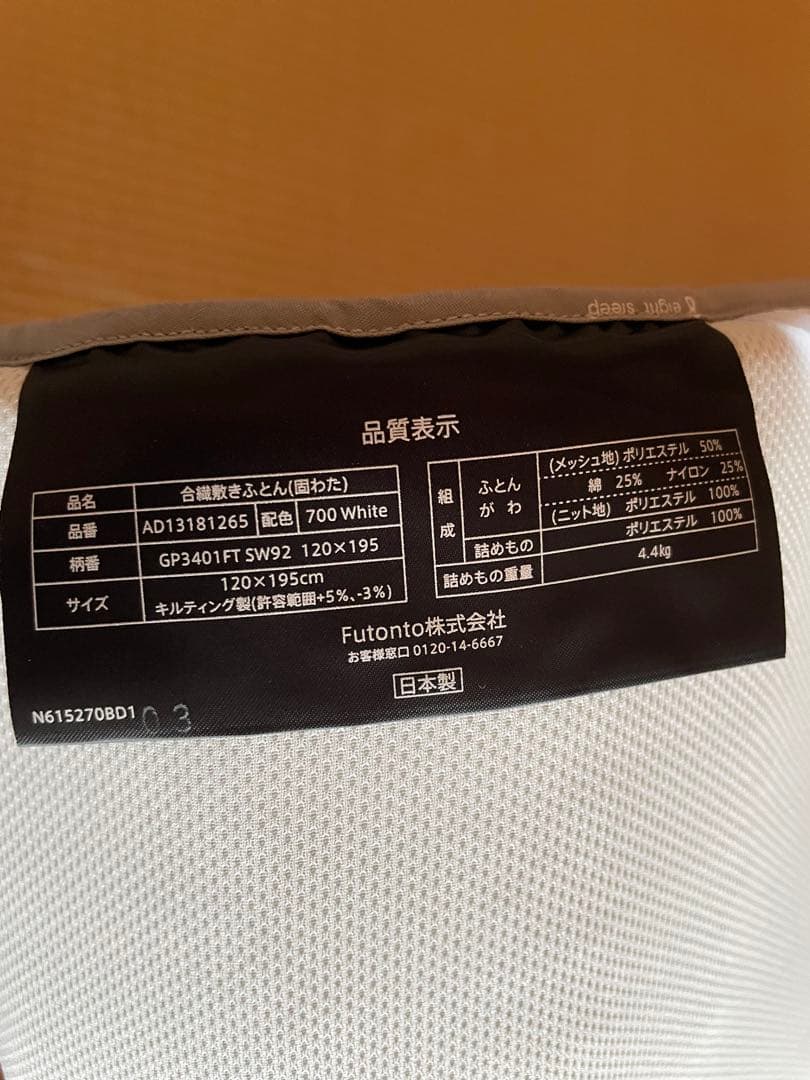 & eight sleep
品質表示
品名 合繊敷きふとん(固わた)
品番 AD13181265 配色 700 White
柄番 GP3401FT SW92 120×195
サイズ 120×195cm
キルティング製(許容範囲+5%、-3%)
組成 ふとんがわ (メッシュ地) ポリエステル 50%
綿 25% ナイロン 25%
(ニット地) ポリエステル 100%
詰めもの ポリエステル 100%
詰めもの重量 4.4kg
Futonto株式会社
お客様窓口 0120-14-6667
日本製
N615270BD1 03